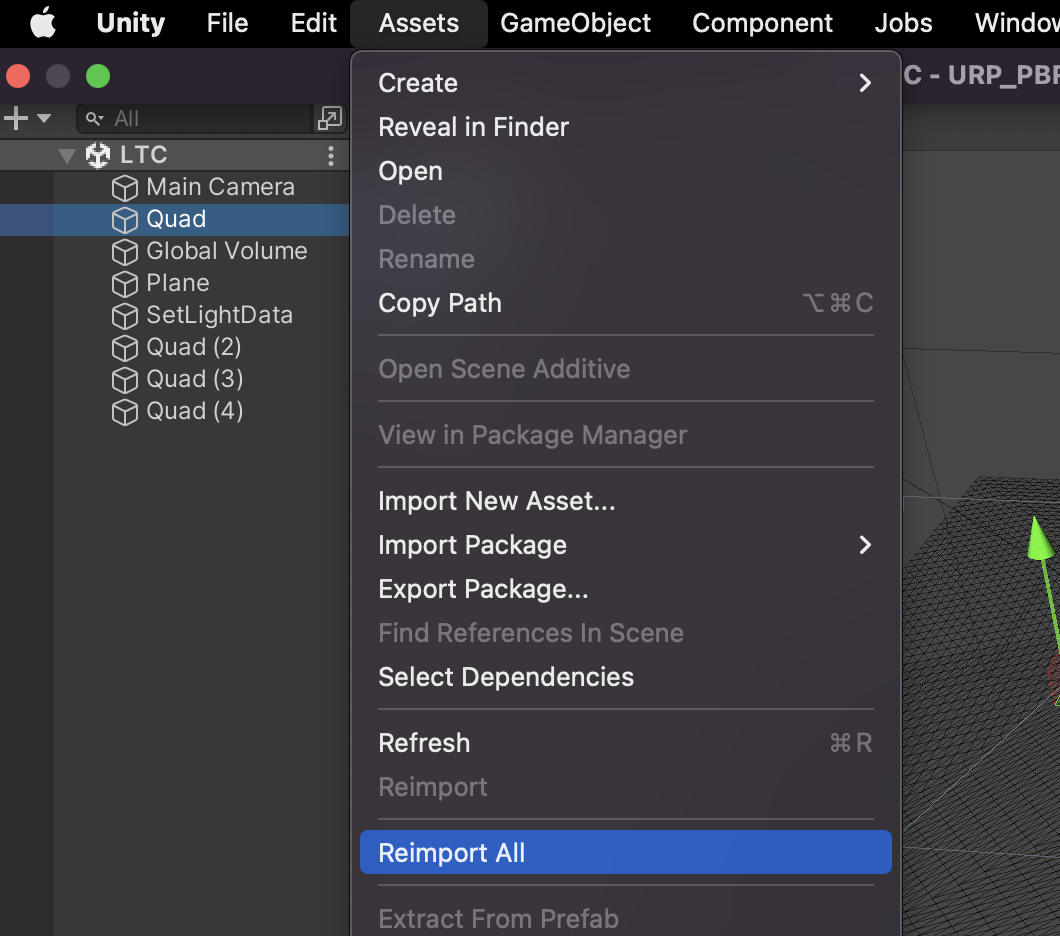 Unity File Edit Assets GameObject Component Jobs Window
C - URP_PBR
All
LTC
Main Camera
Quad
Global Volume
Plane
SetLightData
Quad (2)
Quad (3)
Quad (4)
Create
Reveal in Finder
Open
Delete
Rename
Copy Path ⌥⌘C
Open Scene Additive
View in Package Manager
Import New Asset...
Import Package
Export Package...
Find References In Scene
Select Dependencies
Refresh ⌘R
Reimport
Reimport All
Extract From Prefab